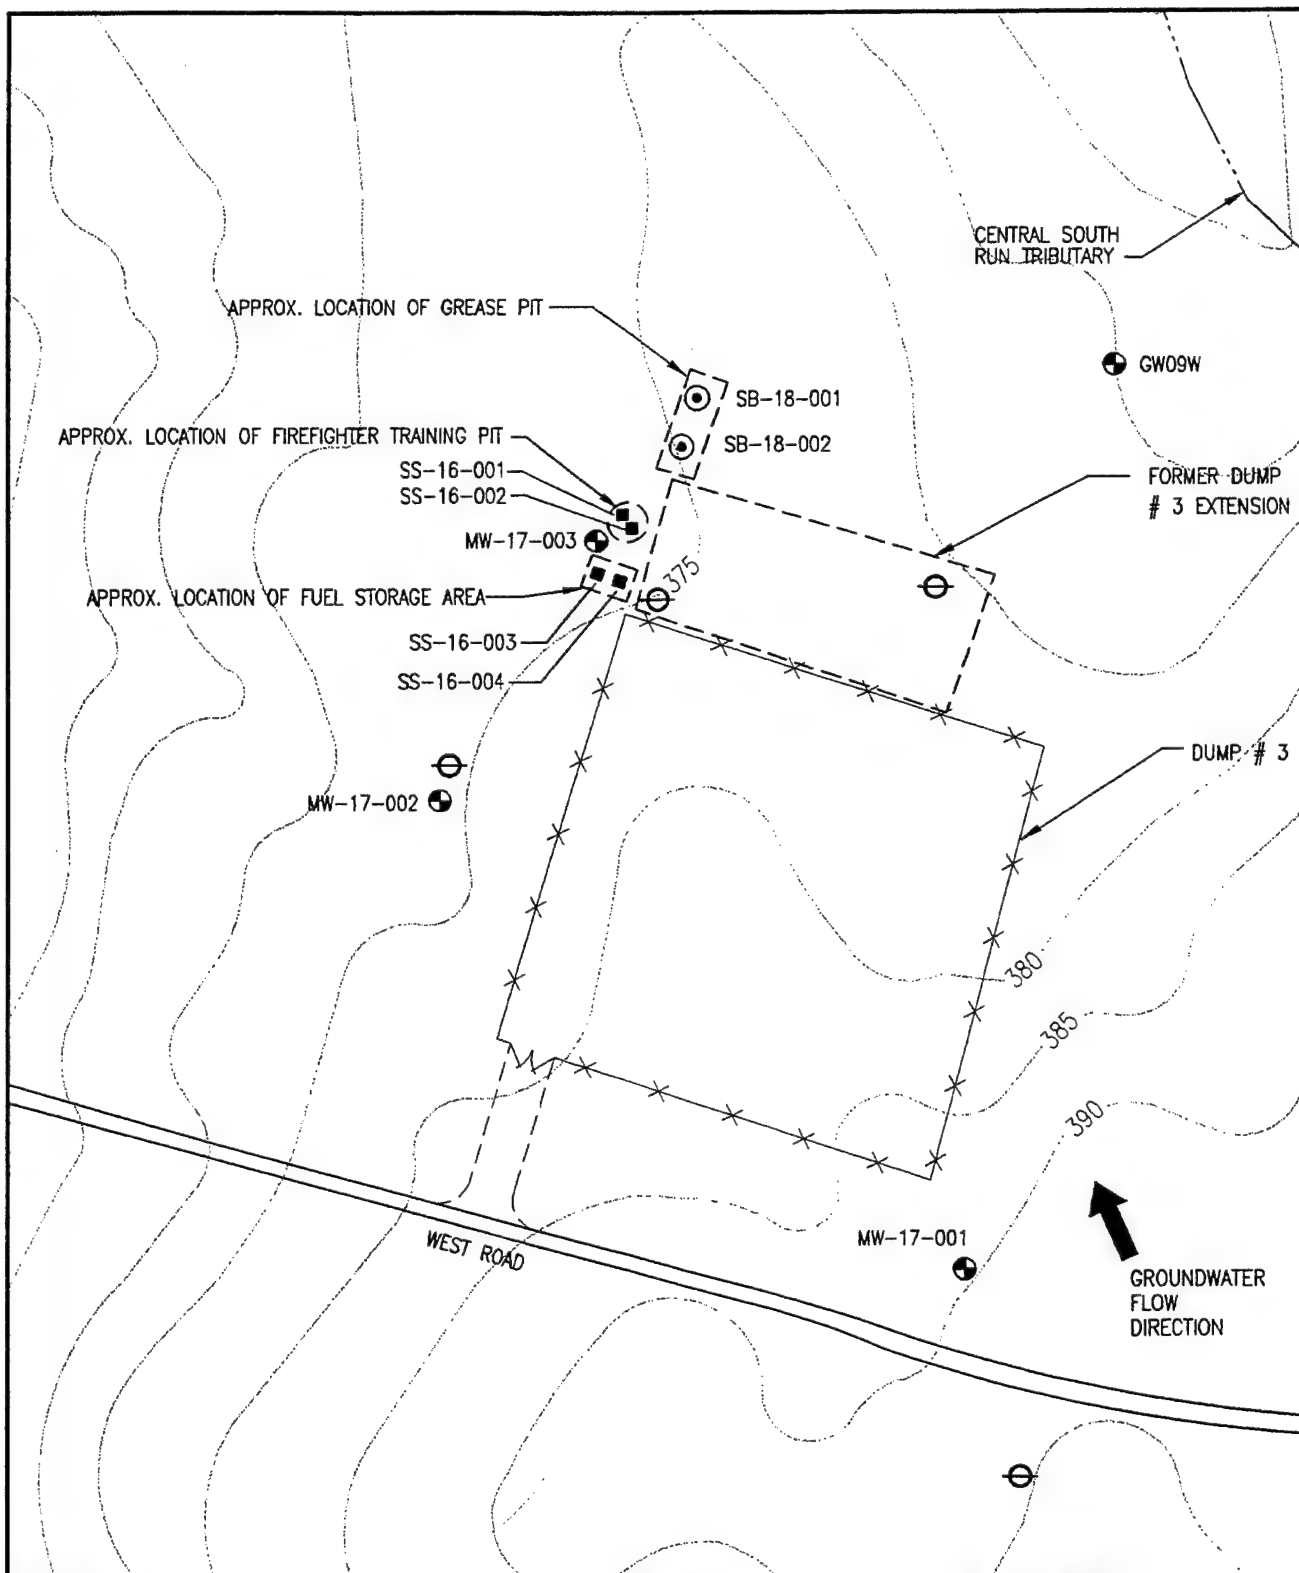 CENTRAL SOUTH
RUN TRIBUTARY
APPROX. LOCATION OF GREASE PIT
GW09W
SB-18-001
APPROX. LOCATION OF FIREFIGHTER TRAINING PIT
SB-18-002
SS-16-001
SS-16-002
FORMER DUMP
# 3 EXTENSION
MW-17-003
375
APPROX. LOCATION OF FUEL STORAGE AREA
SS-16-003
SS-16-004
DUMP # 3
MW-17-002
380
385
390
MW-17-001
WEST ROAD
GROUNDWATER
FLOW
DIRECTION